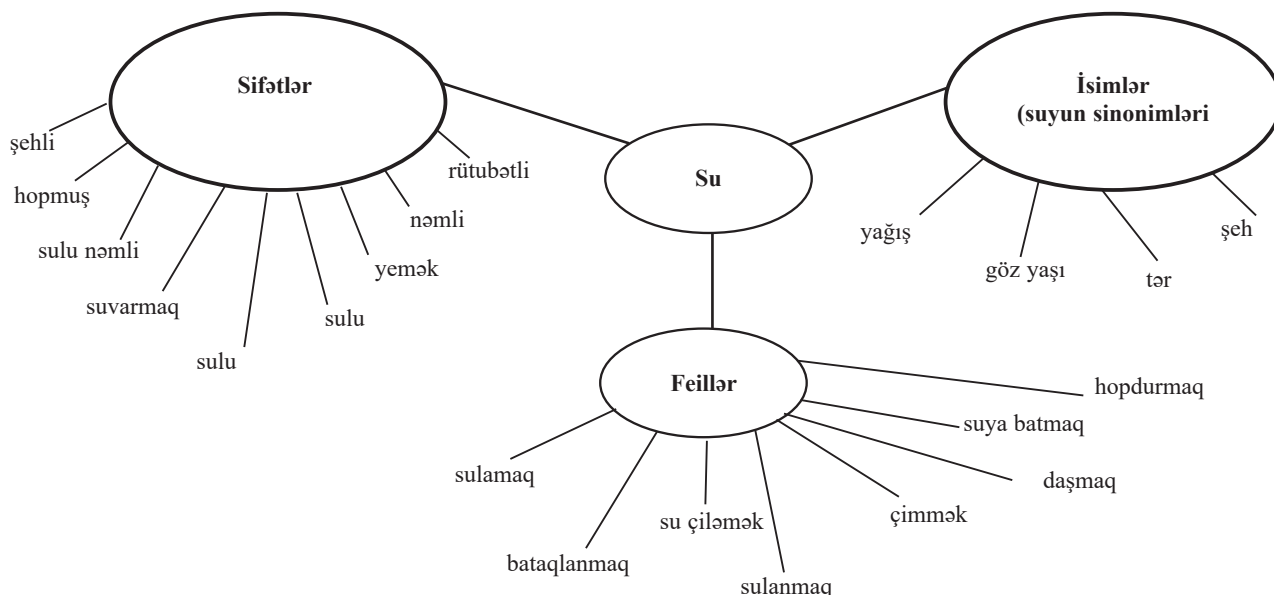 Sifətlər
şehli
hopmuş
sulu nəmli
suvarmaq
sulu
sulu
yemək
nəmli
rütubətli
Su
İsimlər
(suyun sinonimləri
yağış
göz yaşı
tər
şeh
Feillər
sulamaq
bataqlanmaq
su çiləmək
sulanmaq
çimmək
daşmaq
suya batmaq
hopdurmaq